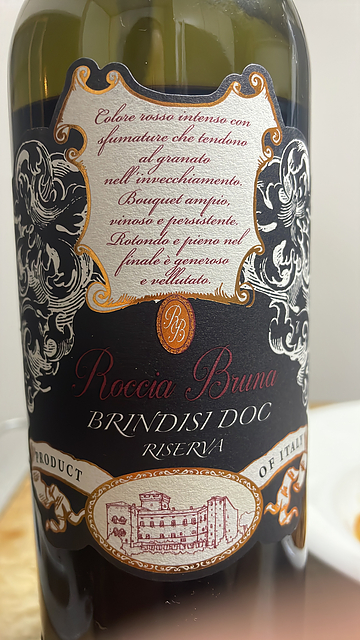 Colore rosso intenso con
sfumature che tendono
al granato
nell'invecchiamento.
Bouquet ampio,
vinoso e persistente.
Rotondo e pieno nel
finale è generoso
e vellutato.
RB
Roccia Bruna
BRINDISI DOC
RISERVA
PRODUCT OF ITALY